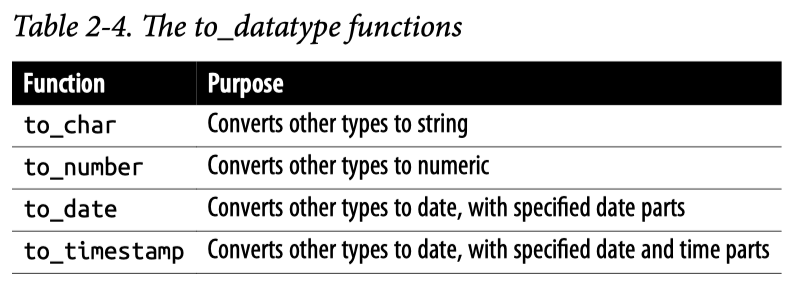 Table 2-4. The to_datatype functions
Function Purpose
to_char Converts other types to string
to_number Converts other types to numeric
to_date Converts other types to date, with specified date parts
to_timestamp Converts other types to date, with specified date and time parts